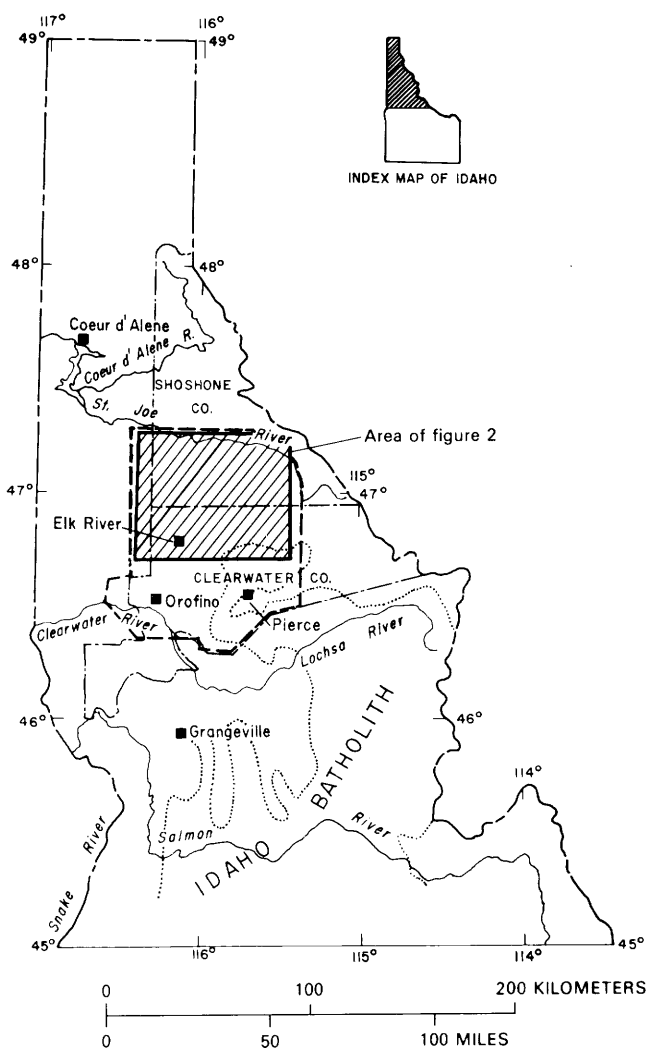 117°
116°
49°
49°
INDEX MAP OF IDAHO
48°
48°
Coeur d'Alene
Coeur d'Alene R.
SHOSHONE
CO.
St. Joe River
Area of figure 2
115°
47°
47°
Elk River
CLEARWATER CO.
Orofino
Pierce
Clearwater River
Lochsa River
46°
46°
Grangeville
BATHOLITH
114°
Salmon River
IDAHO
Snake River
45°
45°
116°
115°
114°
0 100 200 KILOMETERS
0 50 100 MILES